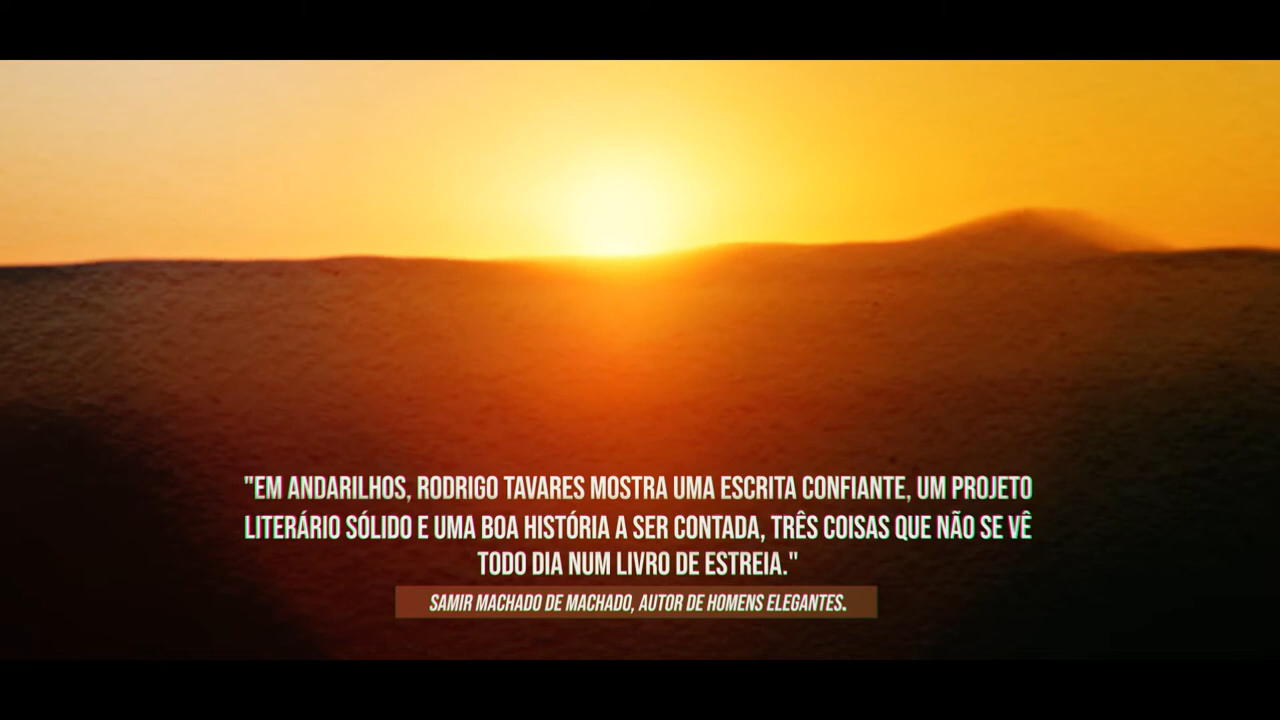 "EM ANDARILHOS, RODRIGO TAVARES MOSTRA UMA ESCRITA CONFIANTE, UM PROJETO
LITERÁRIO SÓLIDO E UMA BOA HISTÓRIA A SER CONTADA, TRÊS COISAS QUE NÃO SE VÊ
TODO DIA NUM LIVRO DE ESTREIA."
SAMIR MACHADO DE MACHADO, AUTOR DE HOMENS ELEGANTES.